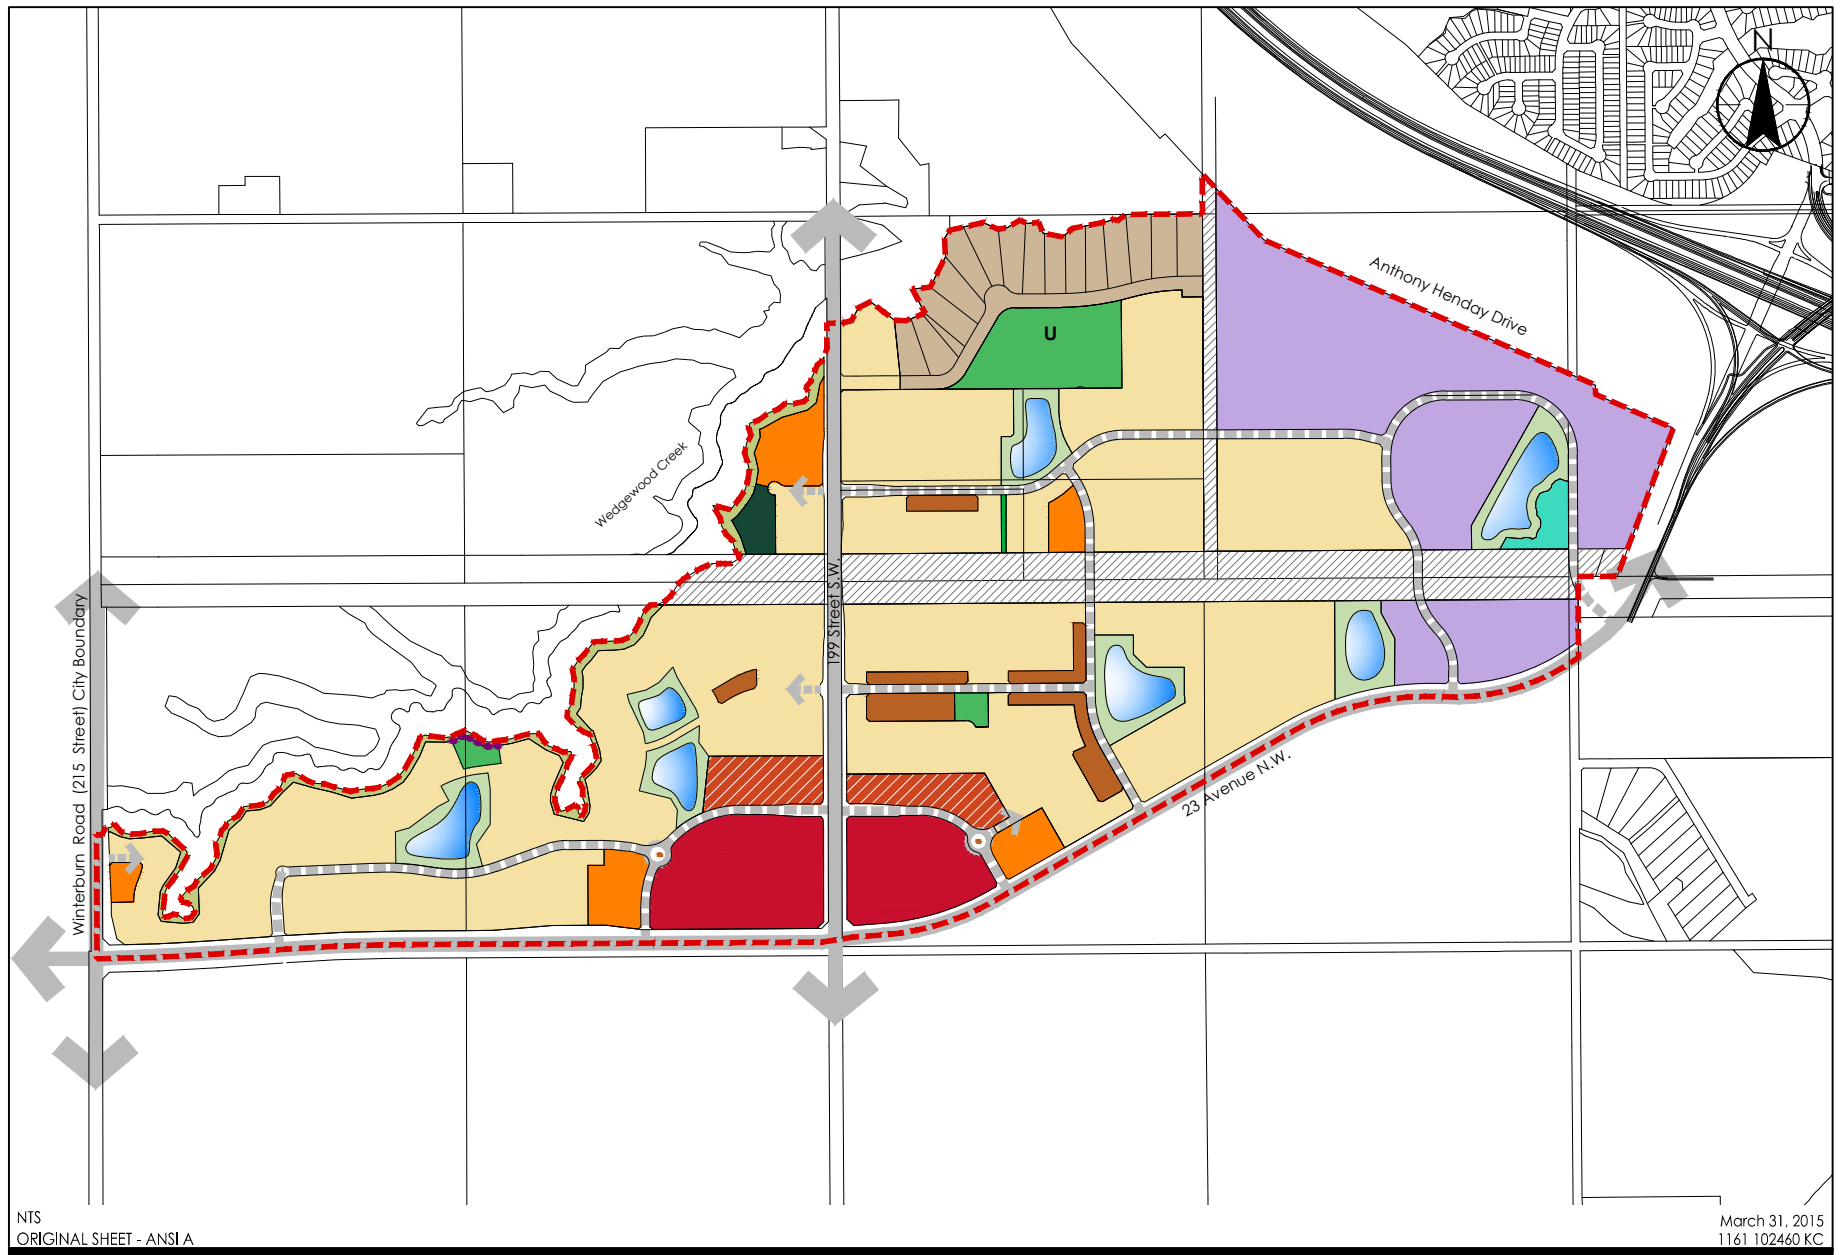 N
Anthony Henday Drive
U
Wedgewood Creek
199 Street S.W.
Winterburn Road (215 Street) City Boundary
23 Avenue N.W.
NTS
ORIGINAL SHEET - ANSI A
March 31, 2015
1161 102460 KC